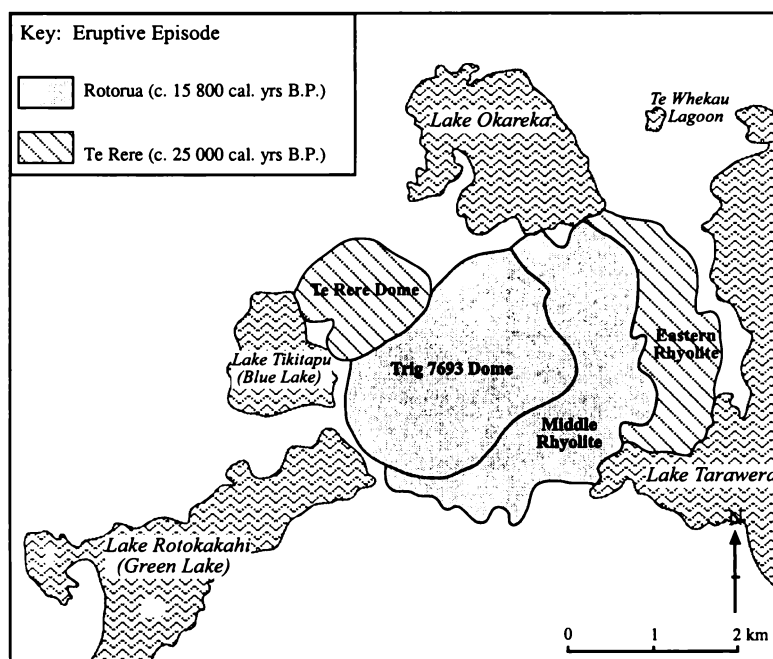 Key: Eruptive Episode
Rotorua (c. 15 800 cal. yrs B.P.)
Te Rere (c. 25 000 cal. yrs B.P.)
Te Whekau
Lagoon
Lake Okareka
Te Rere Dome
Lake Tikitapu
(Blue Lake)
Trig 7693 Dome
Eastern
Rhyolite
Middle
Rhyolite
Lake Tarawera
Lake Rotokakahi
(Green Lake)
N
0 1 2 km